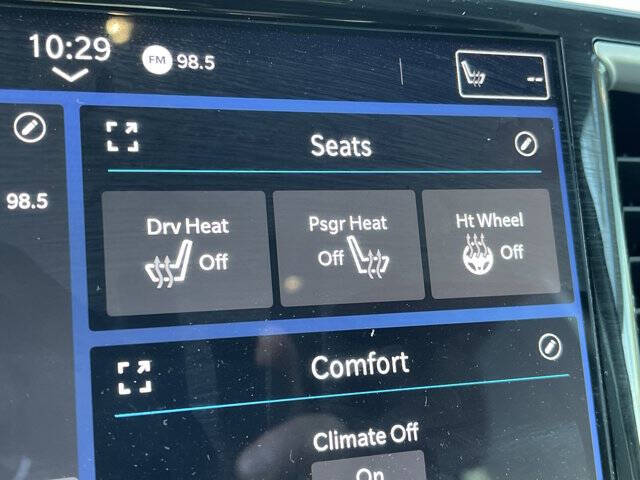 10:29 FM 98.5 --
Seats
98.5
Drv Heat Psgr Heat Ht Wheel
Off Off Off
Comfort
Climate Off
On